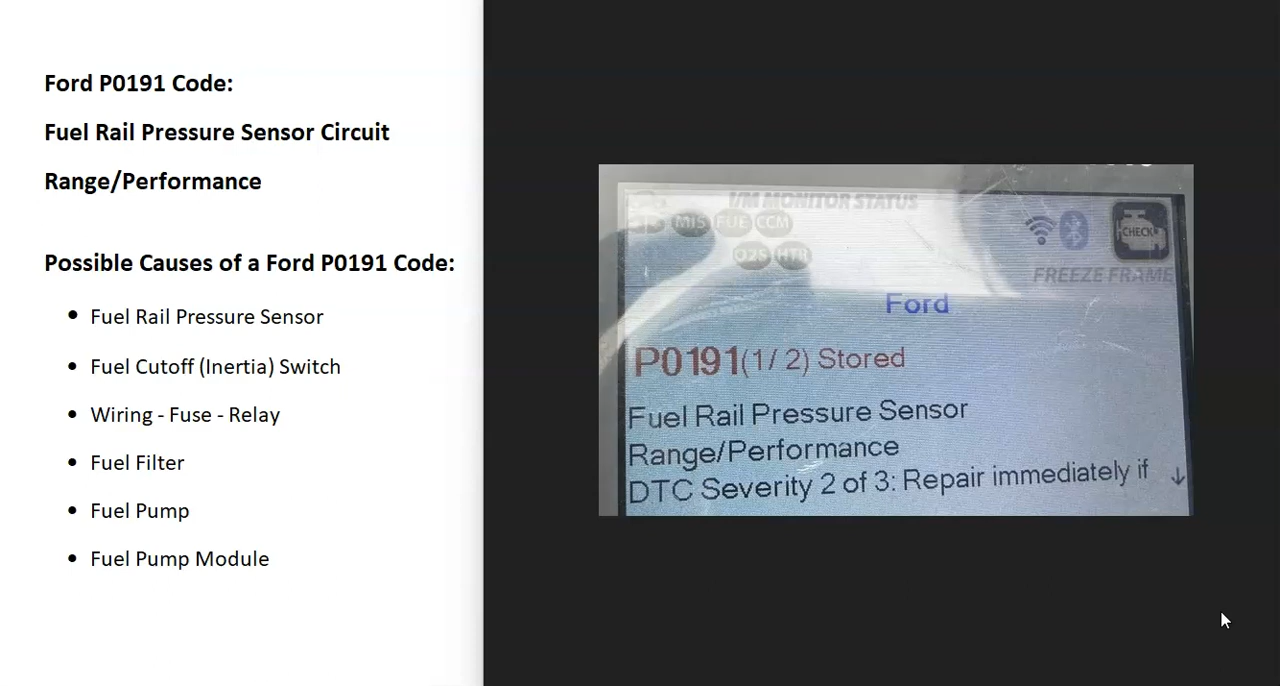 Ford P0191 Code:
Fuel Rail Pressure Sensor Circuit
Range/Performance
Possible Causes of a Ford P0191 Code:
Fuel Rail Pressure Sensor
Fuel Cutoff (Inertia) Switch
Wiring - Fuse - Relay
Fuel Filter
Fuel Pump
Fuel Pump Module
I/M MONITOR STATUS
MIS FUE CCM
O2S HTR
CHECK
FREEZE FRAME
Ford
P0191(1/ 2) Stored
Fuel Rail Pressure Sensor
Range/Performance
DTC Severity 2 of 3: Repair immediately if